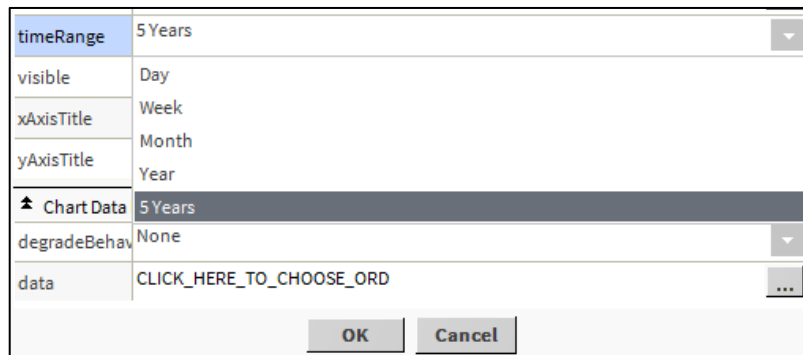 timeRange 5 Years
visible Day
Week
xAxisTitle
Month
yAxisTitle
Year
Chart Data 5 Years
degradeBehav None
data CLICK_HERE_TO_CHOOSE_ORD ...
OK Cancel